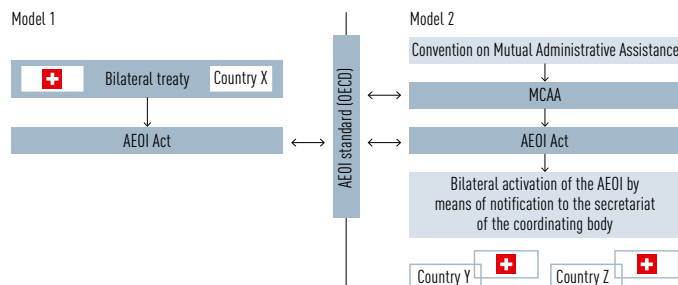 Model 1
Bilateral treaty
Country X
AEOI Act
AEOI standard (OECD)
Model 2
Convention on Mutual Administrative Assistance
MCAA
AEOI Act
Bilateral activation of the AEOI by
means of notification to the secretariat
of the coordinating body
Country Y
Country Z